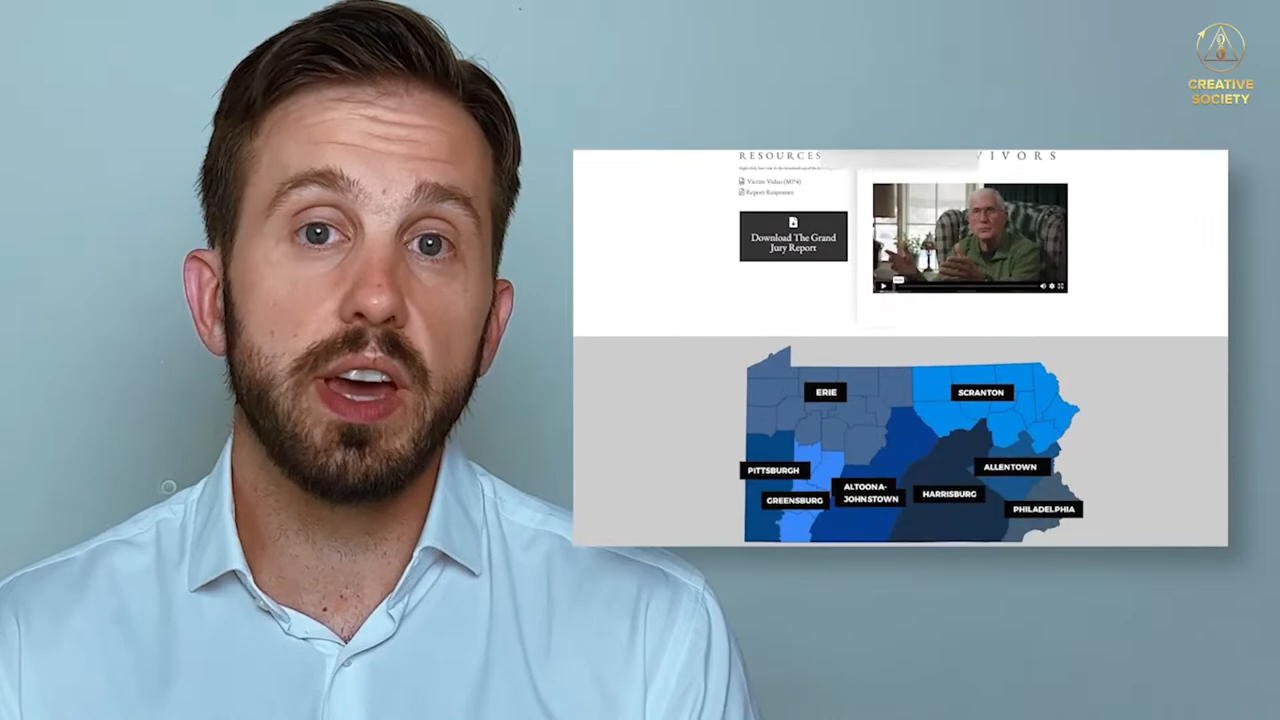 CREATIVE
SOCIETY
RESOURCES
VIVORS
Victim Video (MP4)
Report Responses
Download The Grand
Jury Report
ERIE
SCRANTON
PITTSBURGH
ALLENTOWN
GREENSBURG
ALTOONA-
JOHNSTOWN
HARRISBURG
PHILADELPHIA